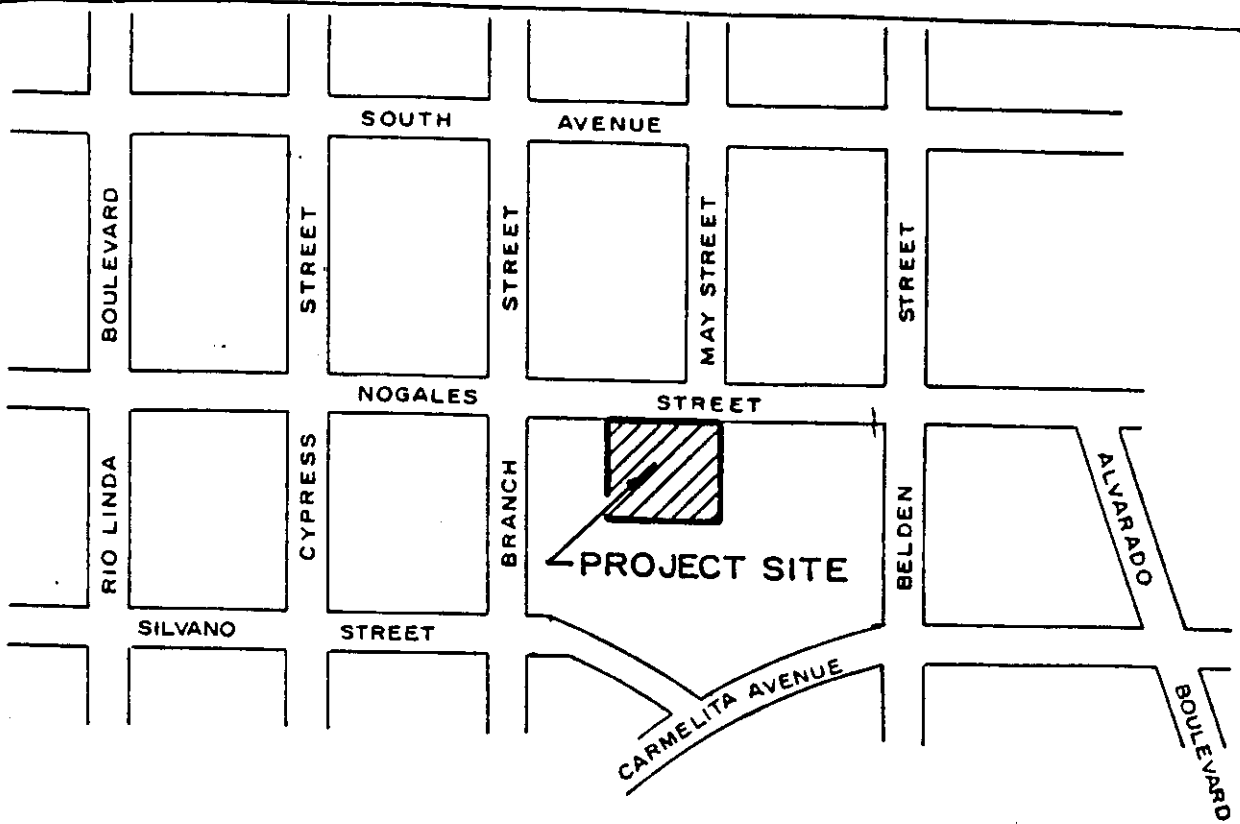 SOUTH AVENUE
BOULEVARD
STREET
STREET
MAY STREET
STREET
NOGALES STREET
RIO LINDA
CYPRESS
BRANCH
BELDEN
ALVARADO
PROJECT SITE
SILVANO STREET
CARMELITA AVENUE
BOULEVARD